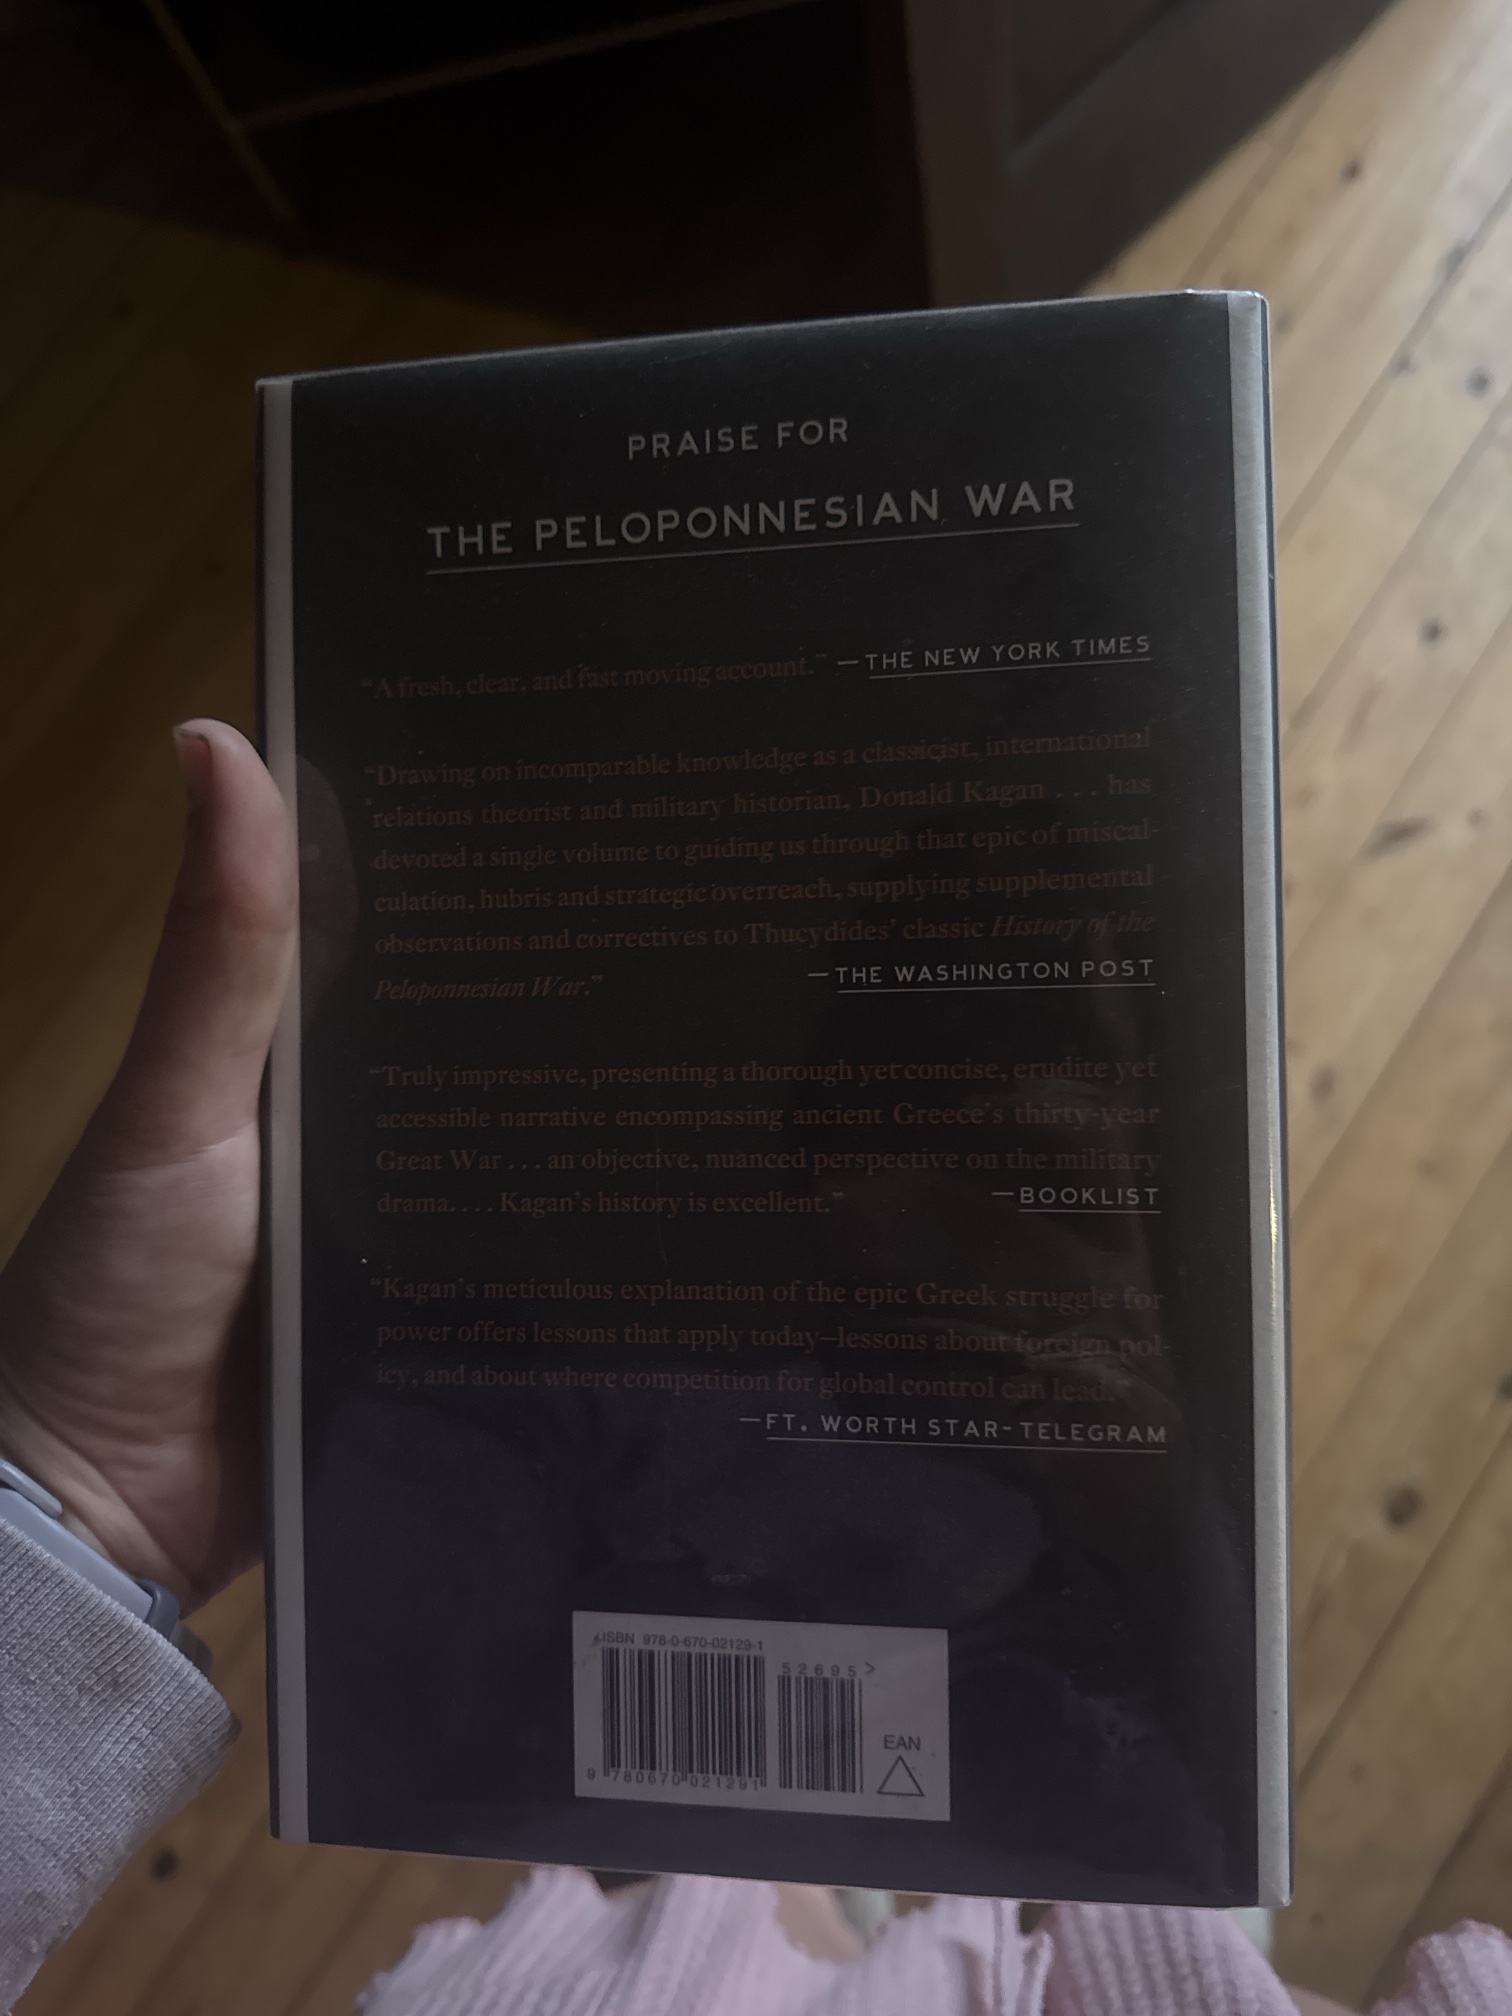 PRAISE FOR
THE PELOPONNESIAN WAR
“A fresh, clear, and fast moving account.” —THE NEW YORK TIMES
“Drawing on incomparable knowledge as a classicist, international
relations theorist and military historian, Donald Kagan . . . has
devoted a single volume to guiding us through that epic of miscal-
culation, hubris and strategic overreach, supplying supplemental
observations and correctives to Thucydides’ classic History of the
Peloponnesian War.” —THE WASHINGTON POST
“Truly impressive, presenting a thorough yet concise, erudite yet
accessible narrative encompassing ancient Greece’s thirty-year
Great War . . . an objective, nuanced perspective on the military
drama. . . . Kagan’s history is excellent.” —BOOKLIST
“Kagan’s meticulous explanation of the epic Greek struggle for
power offers lessons that apply today—lessons about foreign pol-
icy, and about where competition for global control can lead.”
—FT. WORTH STAR-TELEGRAM
ISBN 978-0-670-02129-1
52695>
EAN
9 780670 021291